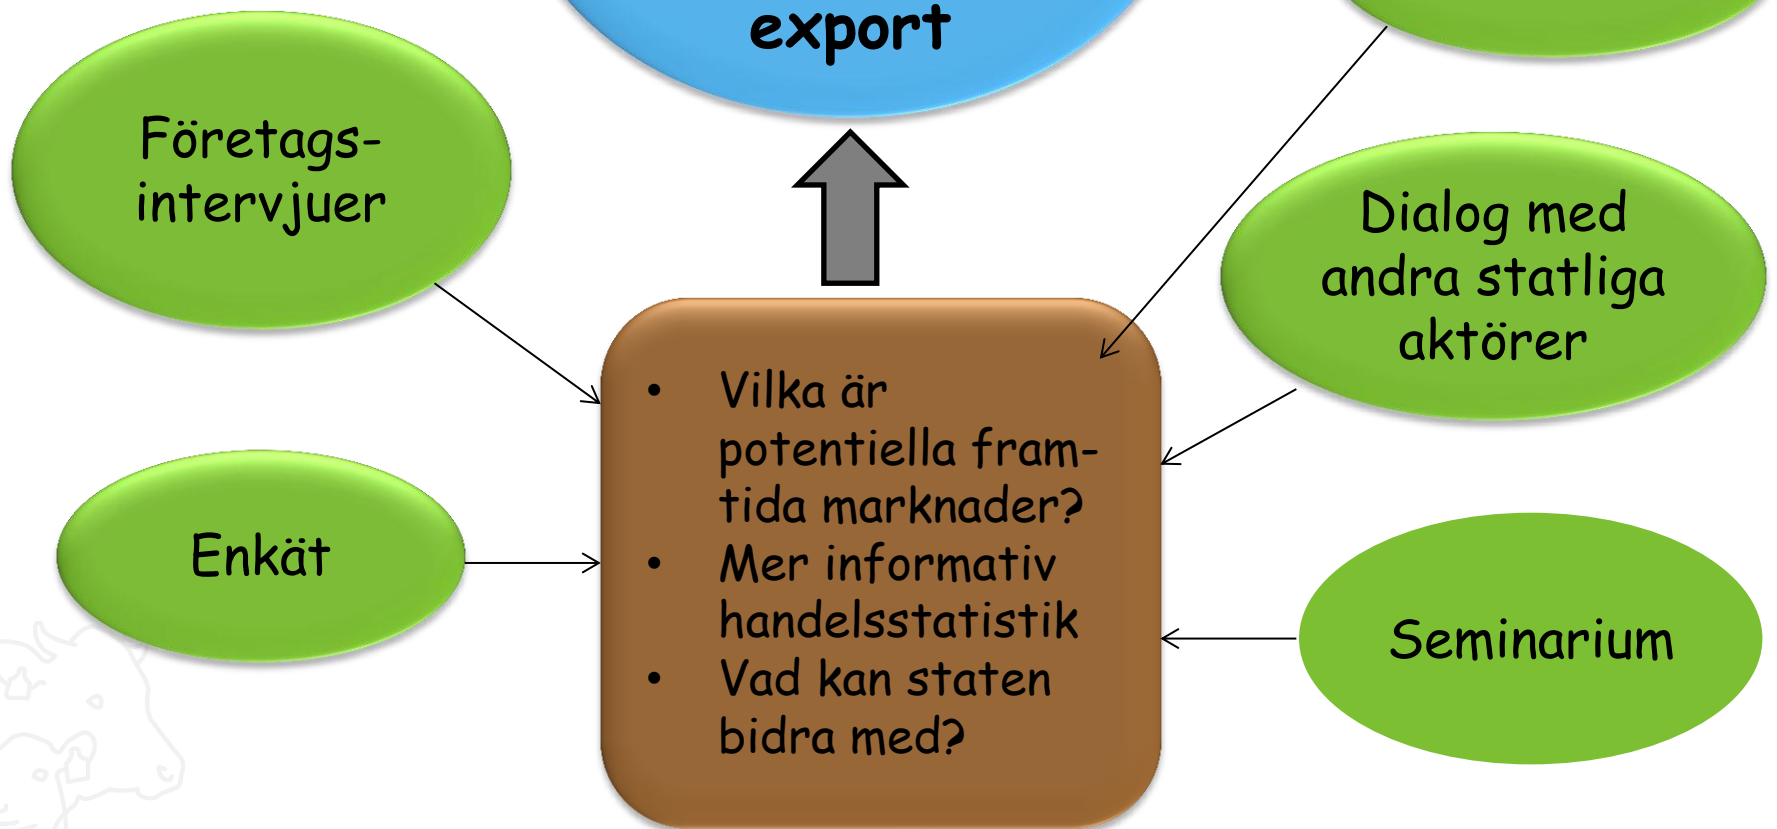 export
Företags-
intervjuer
Dialog med
andra statliga
aktörer
• Vilka är
potentiella fram-
tida marknader?
• Mer informativ
handelsstatistik
• Vad kan staten
bidra med?
Enkät
Seminarium